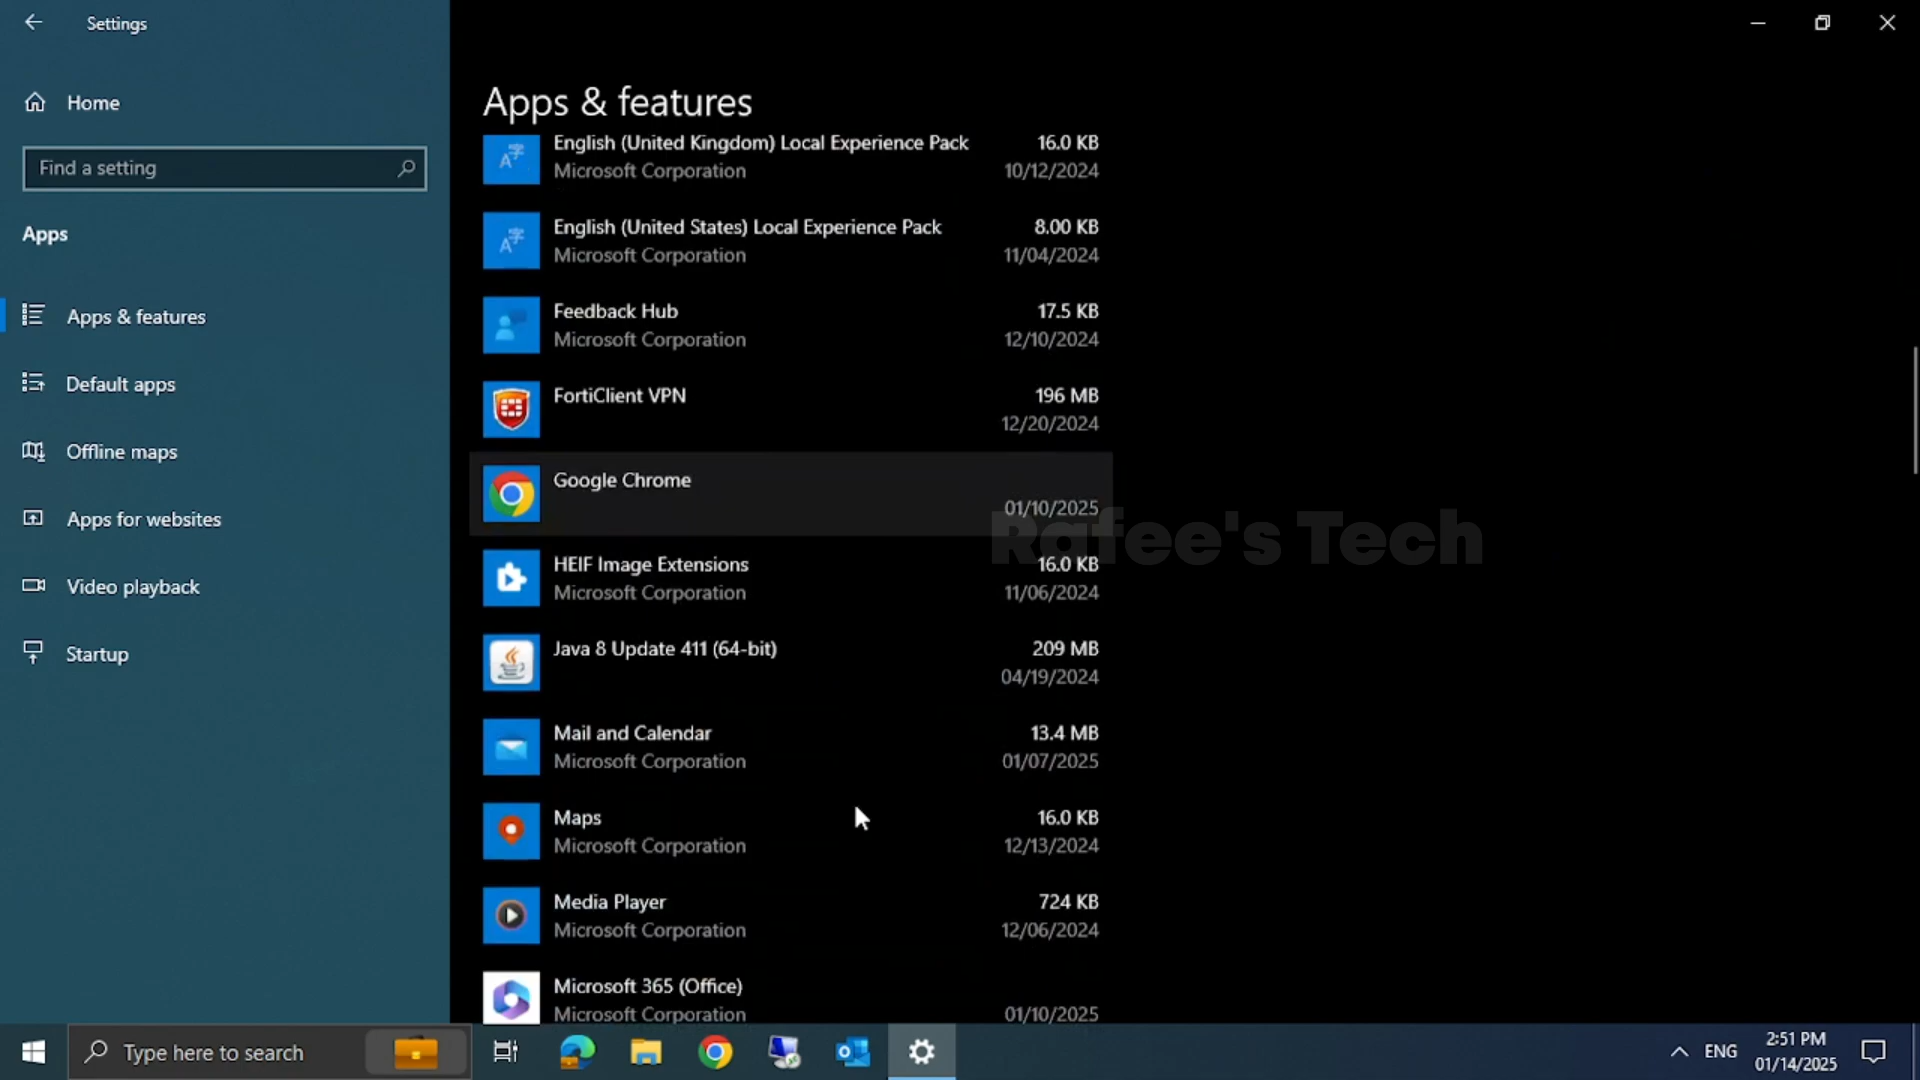 Settings
Home
Find a setting
Apps
Apps & features
Default apps
Offline maps
Apps for websites
Video playback
Startup
Apps & features
English (United Kingdom) Local Experience Pack 16.0 KB
Microsoft Corporation 10/12/2024
English (United States) Local Experience Pack 8.00 KB
Microsoft Corporation 11/04/2024
Feedback Hub 17.5 KB
Microsoft Corporation 12/10/2024
FortiClient VPN 196 MB
12/20/2024
Google Chrome
01/10/2025
Rafee's Tech
HEIF Image Extensions 16.0 KB
Microsoft Corporation 11/06/2024
Java 8 Update 411 (64-bit) 209 MB
04/19/2024
Mail and Calendar 13.4 MB
Microsoft Corporation 01/07/2025
Maps 16.0 KB
Microsoft Corporation 12/13/2024
Media Player 724 KB
Microsoft Corporation 12/06/2024
Microsoft 365 (Office)
Microsoft Corporation 01/10/2025
Type here to search
ENG
2:51 PM
01/14/2025